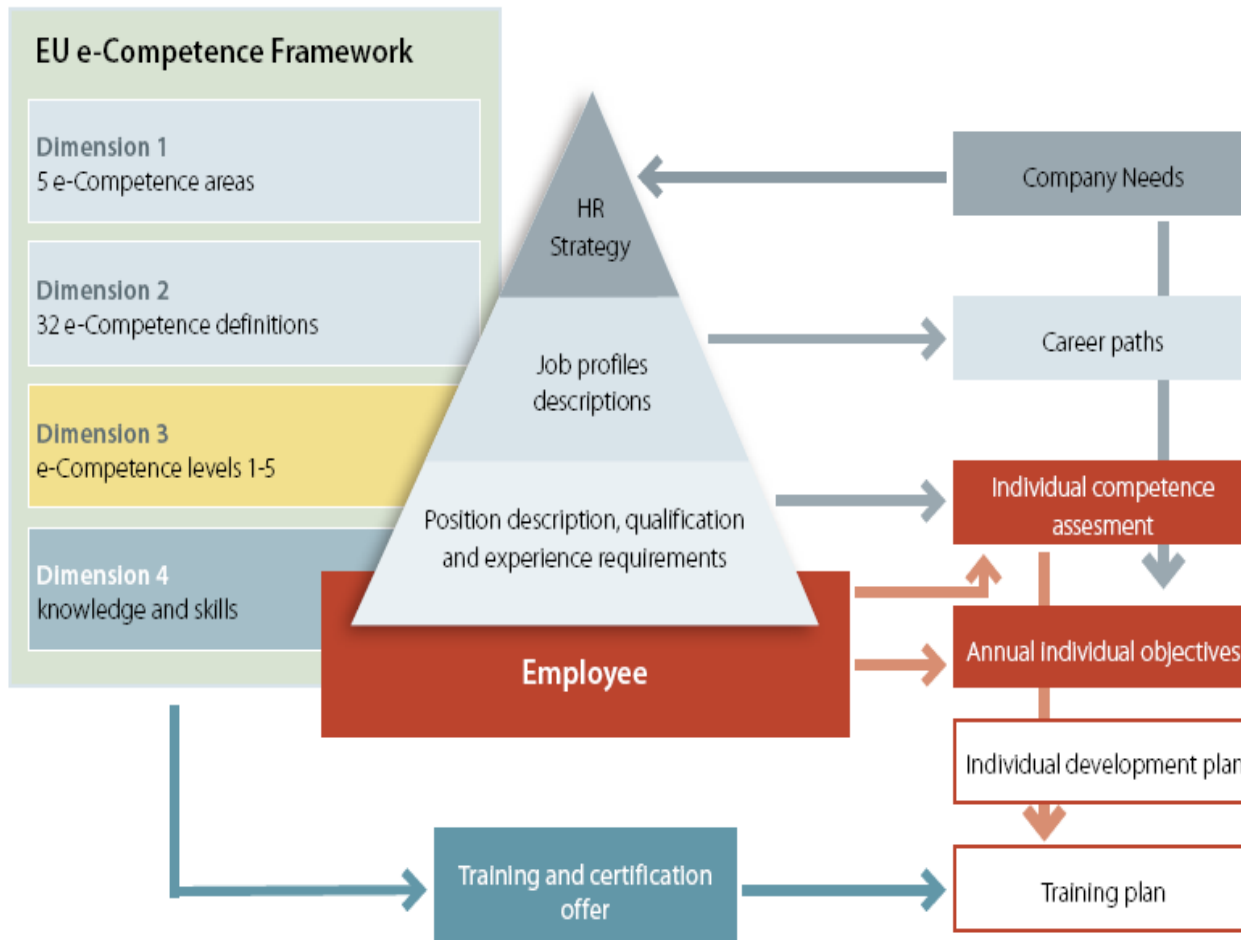 EU e-Competence Framework
Dimension 1
5 e-Competence areas
Dimension 2
32 e-Competence definitions
Dimension 3
e-Competence levels 1-5
Dimension 4
knowledge and skills
HR
Strategy
Job profiles
descriptions
Position description, qualification
and experience requirements
Employee
Training and certification
offer
Company Needs
Career paths
Individual competence
assesment
Annual individual objectives
Individual development plan
Training plan